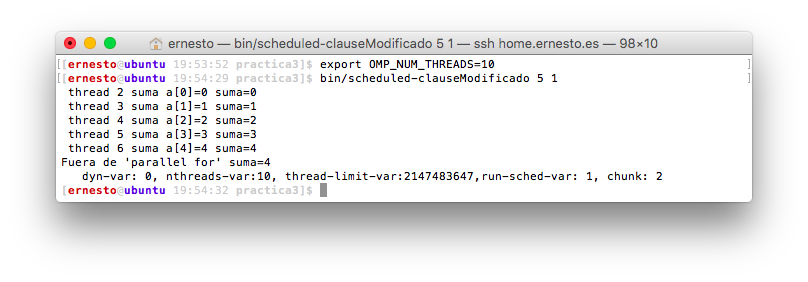 ernesto — bin/scheduled-clauseModificado 5 1 — ssh home.ernesto.es — 98×10
[[ernesto@ubuntu 19:53:52 practica3]$ export OMP_NUM_THREADS=10 ]
[[ernesto@ubuntu 19:54:29 practica3]$ bin/scheduled-clauseModificado 5 1 ]
thread 2 suma a[0]=0 suma=0
thread 3 suma a[1]=1 suma=1
thread 4 suma a[2]=2 suma=2
thread 5 suma a[3]=3 suma=3
thread 6 suma a[4]=4 suma=4
Fuera de 'parallel for' suma=4
dyn-var: 0, nthreads-var:10, thread-limit-var:2147483647,run-sched-var: 1, chunk: 2
[ernesto@ubuntu 19:54:32 practica3]$